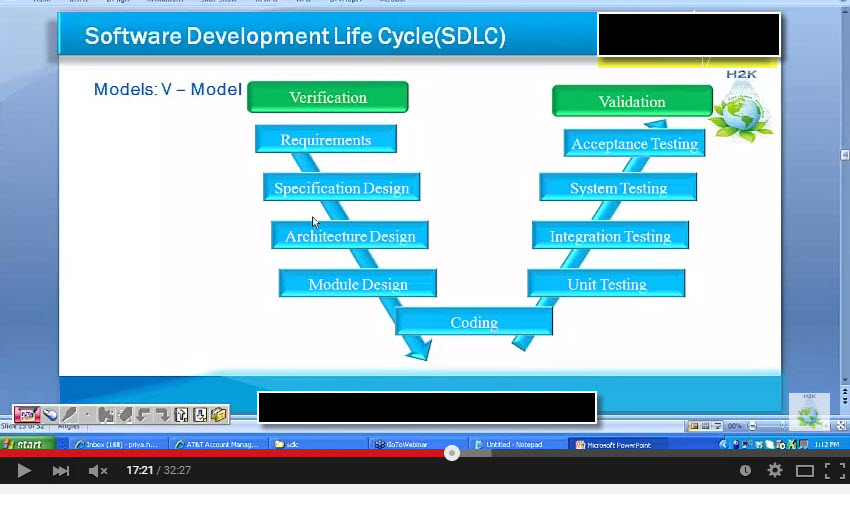 Software Development Life Cycle(SDLC)
H2K
Models: V – Model
Verification
Validation
Requirements
Acceptance Testing
Specification Design
System Testing
Architecture Design
Integration Testing
Module Design
Unit Testing
Coding
H2K
Slide 15 of 52
start
Inbox (168) - priya.h...
AT&T Account Manag...
sdlc
GoToWebinar
Untitled - Notepad
Microsoft PowerPoint
1:12 PM
17:21 / 32:27